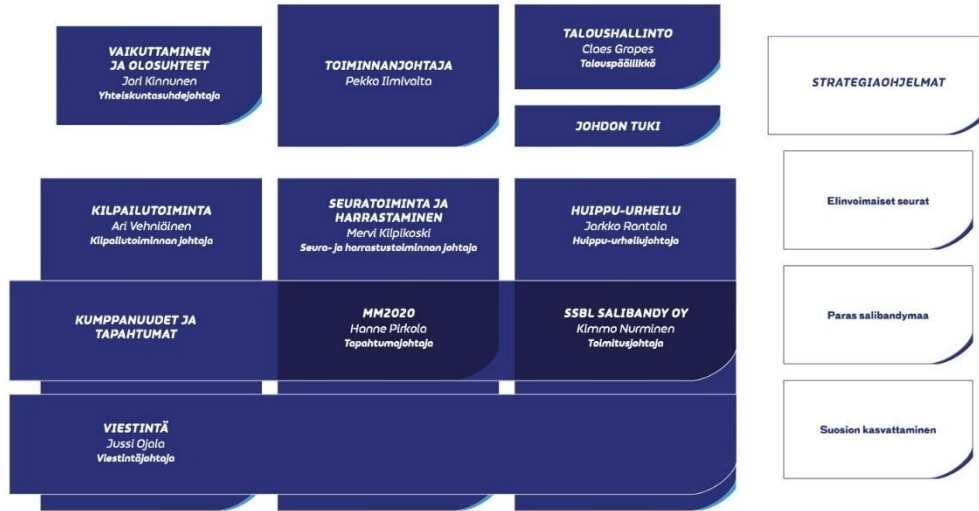 VAIKUTTAMINEN
JA OLOSUHTEET
Jari Kinnunen
Yhteiskuntasuhdejohtaja
TOIMINNANJOHTAJA
Pekka Ilmivalta
TALOUSHALLINTO
Claes Grapes
Talouspäällikkö
JOHDON TUKI
STRATEGIAOHJELMAT
KILPAILUTOIMINTA
Ari Vehniäinen
Kilpailutoiminnan johtaja
SEURATOIMINTA JA
HARRASTAMINEN
Mervi Kilpikoski
Seura- ja harrastustoiminnan johtaja
HUIPPU-URHEILU
Jarkko Rantala
Huippu-urheilujohtaja
Elinvoimaiset seurat
KUMPPANUUDET JA
TAPAHTUMAT
MM2020
Hanne Pirkola
Tapahtumajohtaja
SSBL SALIBANDY OY
Kimmo Nurminen
Toimitusjohtaja
Paras salibandymaa
VIESTINTÄ
Jussi Ojala
Viestintäjohtaja
Suosion kasvattaminen